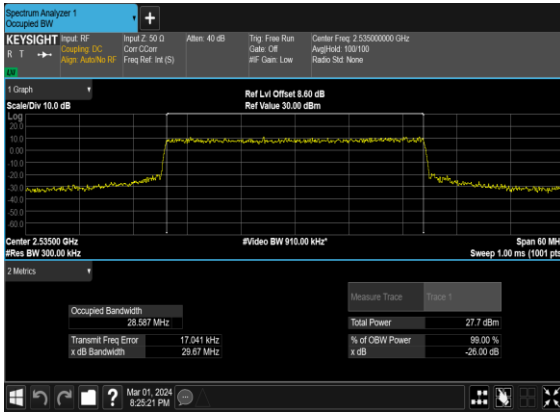 Spectrum Analyzer 1
Occupied BW
KEYSIGHT
R T
LXI
Input: RF
Coupling: DC
Align: Auto/No RF
Input Z: 50 Ω
Corr CCorr
Freq Ref: Int (S)
Atten: 40 dB
Trig: Free Run
Gate: Off
#IF Gain: Low
Center Freq: 2.535000000 GHz
Avg|Hold: 100/100
Radio Std: None
1 Graph
Scale/Div 10.0 dB
Ref Lvl Offset 8.60 dB
Ref Value 30.00 dBm
Log
20.0
10.0
0.00
-10.0
-20.0
-30.0
-40.0
-50.0
-60.0
Center 2.53500 GHz
#Video BW 910.00 kHz*
Span 60 MH
#Res BW 300.00 kHz
Sweep 1.00 ms (1001 pts
2 Metrics
Measure Trace
Trace 1
Occupied Bandwidth
28.587 MHz
Total Power
27.7 dBm
Transmit Freq Error
17.041 kHz
% of OBW Power
99.00 %
x dB Bandwidth
29.67 MHz
x dB
-26.00 dB
?
Mar 01, 2024
8:25:21 PM